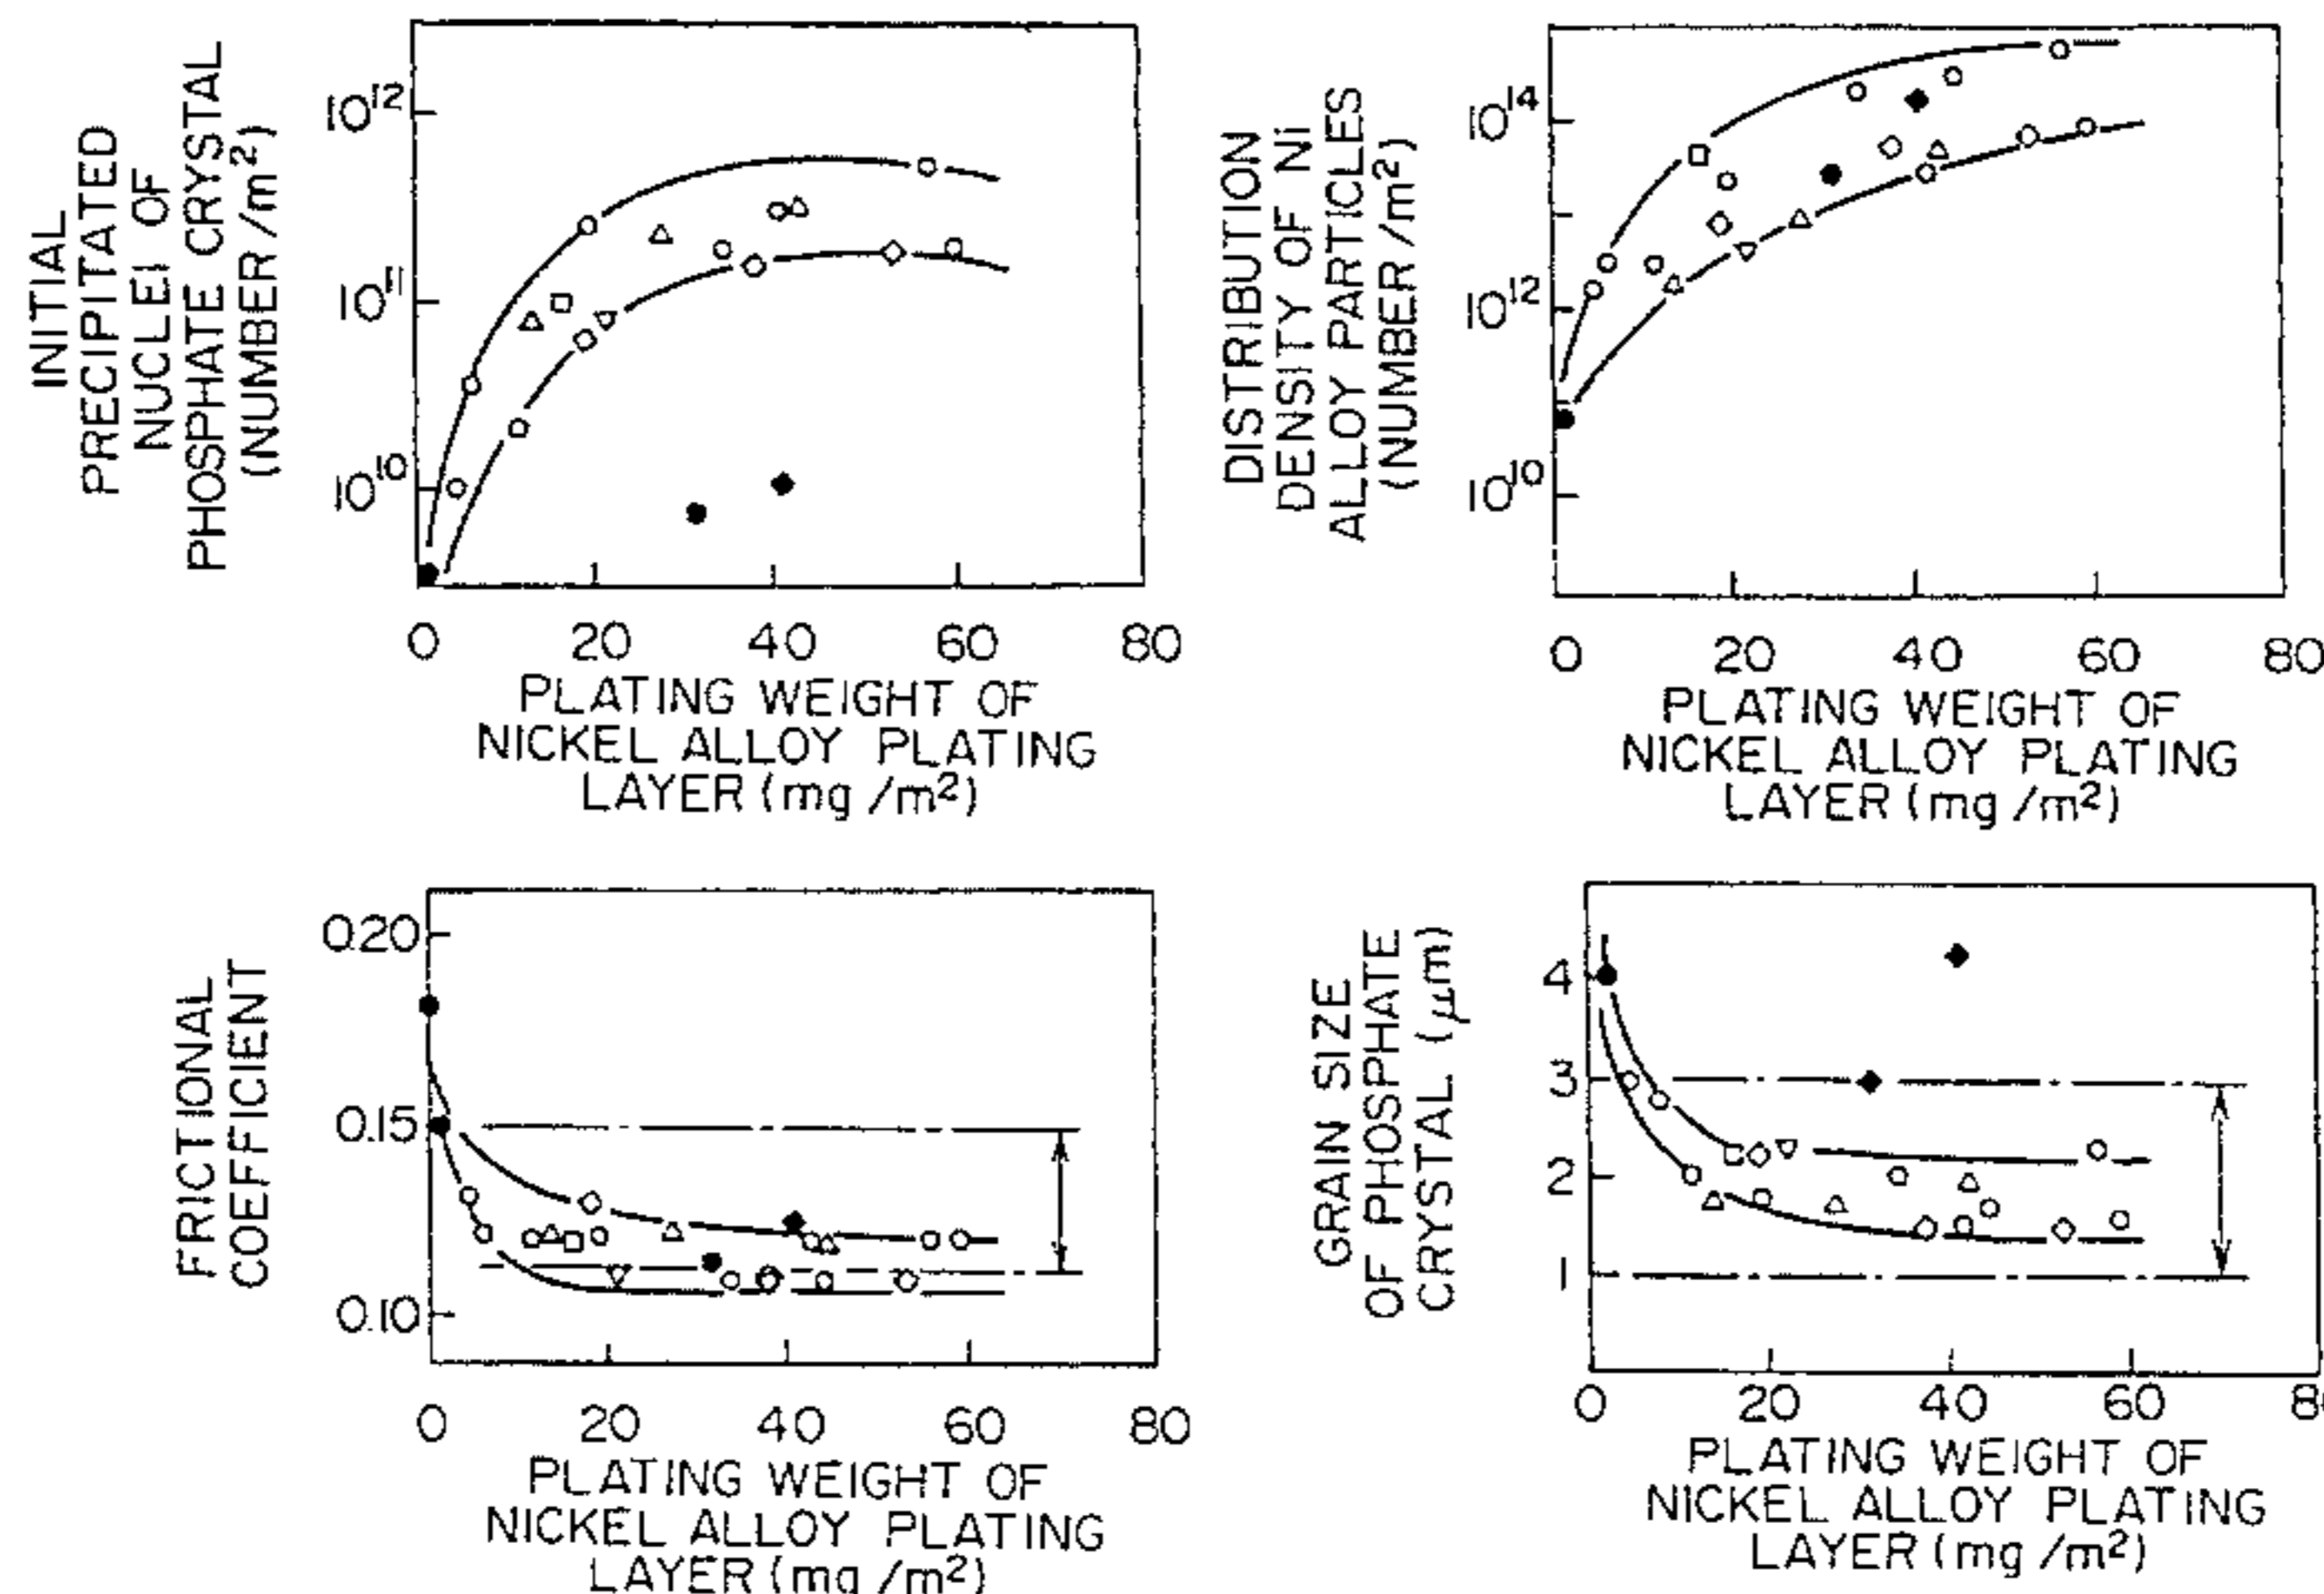 INITIAL
PRECIPITATED
NUCLEI OF
PHOSPHATE CRYSTAL
(NUMBER/m²)
10¹²
10¹¹
10¹⁰
0 20 40 60 80
PLATING WEIGHT OF
NICKEL ALLOY PLATING
LAYER (mg/m²)
DISTRIBUTION
DENSITY OF Ni
ALLOY PARTICLES
(NUMBER/m²)
10¹⁴
10¹²
10¹⁰
0 20 40 60 80
PLATING WEIGHT OF
NICKEL ALLOY PLATING
LAYER (mg/m²)
FRICTIONAL
COEFFICIENT
0.20
0.15
0.10
0 20 40 60 80
PLATING WEIGHT OF
NICKEL ALLOY PLATING
LAYER (mg/m²)
GRAIN SIZE
OF PHOSPHATE
CRYSTAL (μm)
4
3
2
1
0 20 40 60
PLATING WEIGHT OF
NICKEL ALLOY PLATING
LAYER (mg/m²)